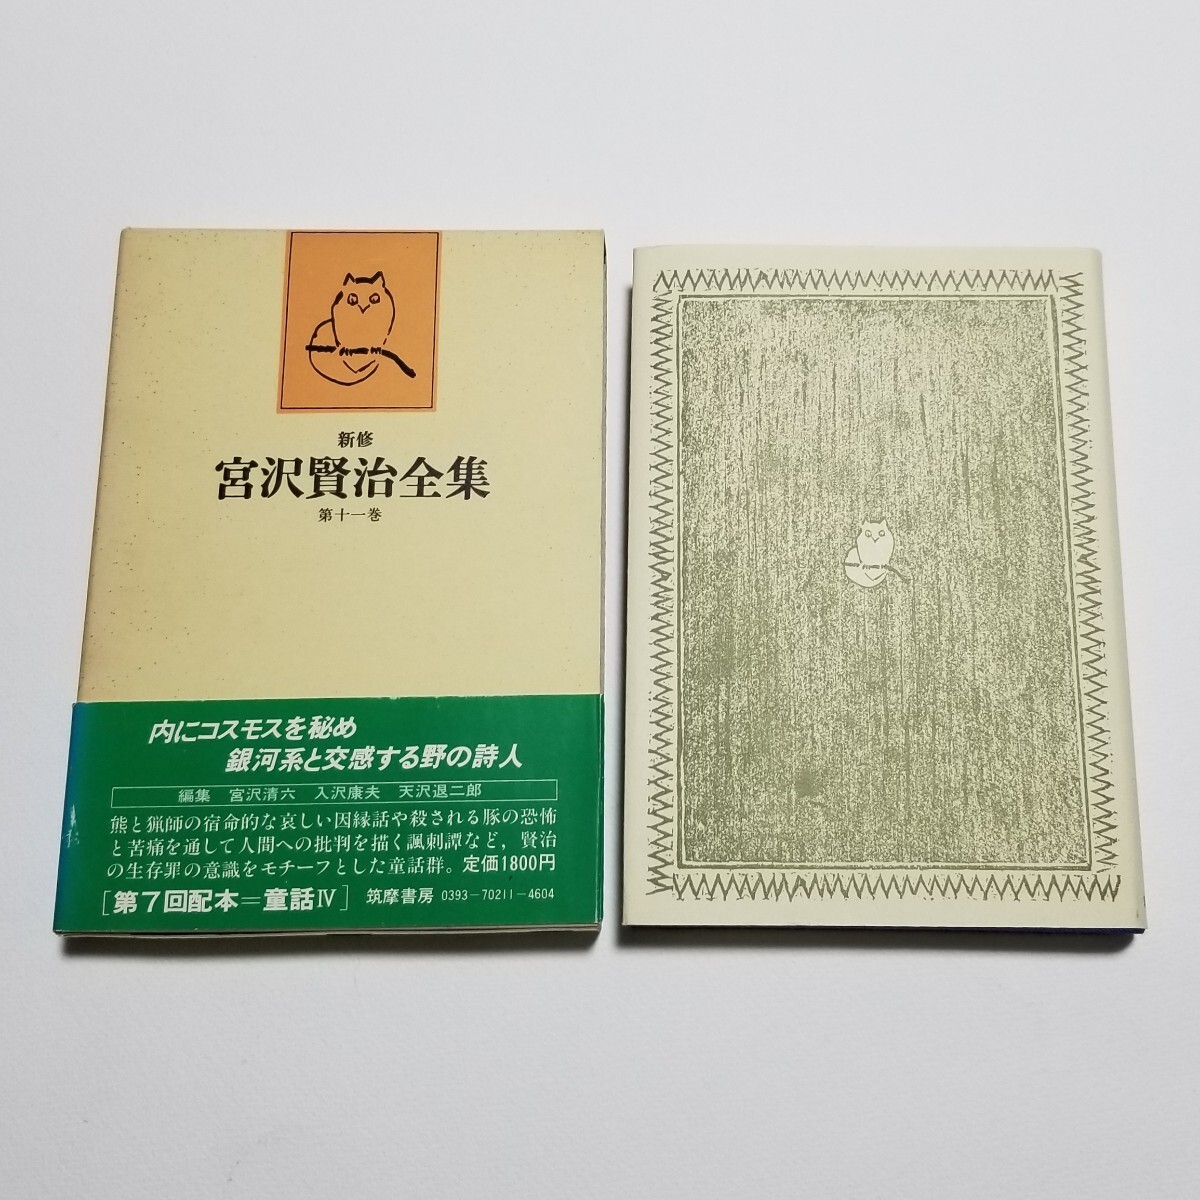 新修
宮沢賢治全集
第十一巻
内にコスモスを秘め
銀河系と交感する野の詩人
編集 宮沢清六 入沢康夫 天沢退二郎
熊と猟師の宿命的な哀しい因縁話や殺される豚の恐怖
と苦痛を通して人間への批判を描く諷刺譚など，賢治
の生存罪の意識をモチーフとした童話群。定価1800円
[第7回配本=童話Ⅳ] 筑摩書房 0393-70211-4604